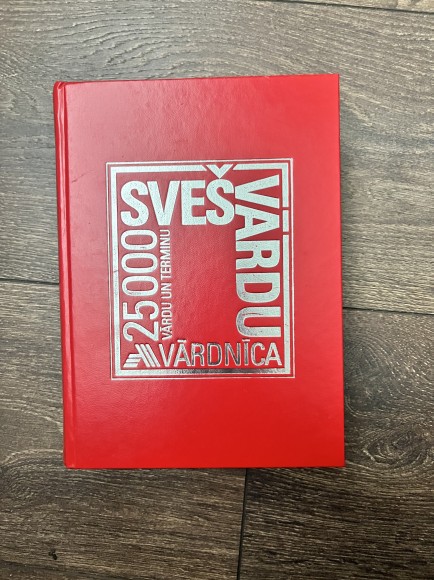 SVEŠ
VĀRDU
VĀRDNĪCA
25000
VĀRDU UN TERMINU